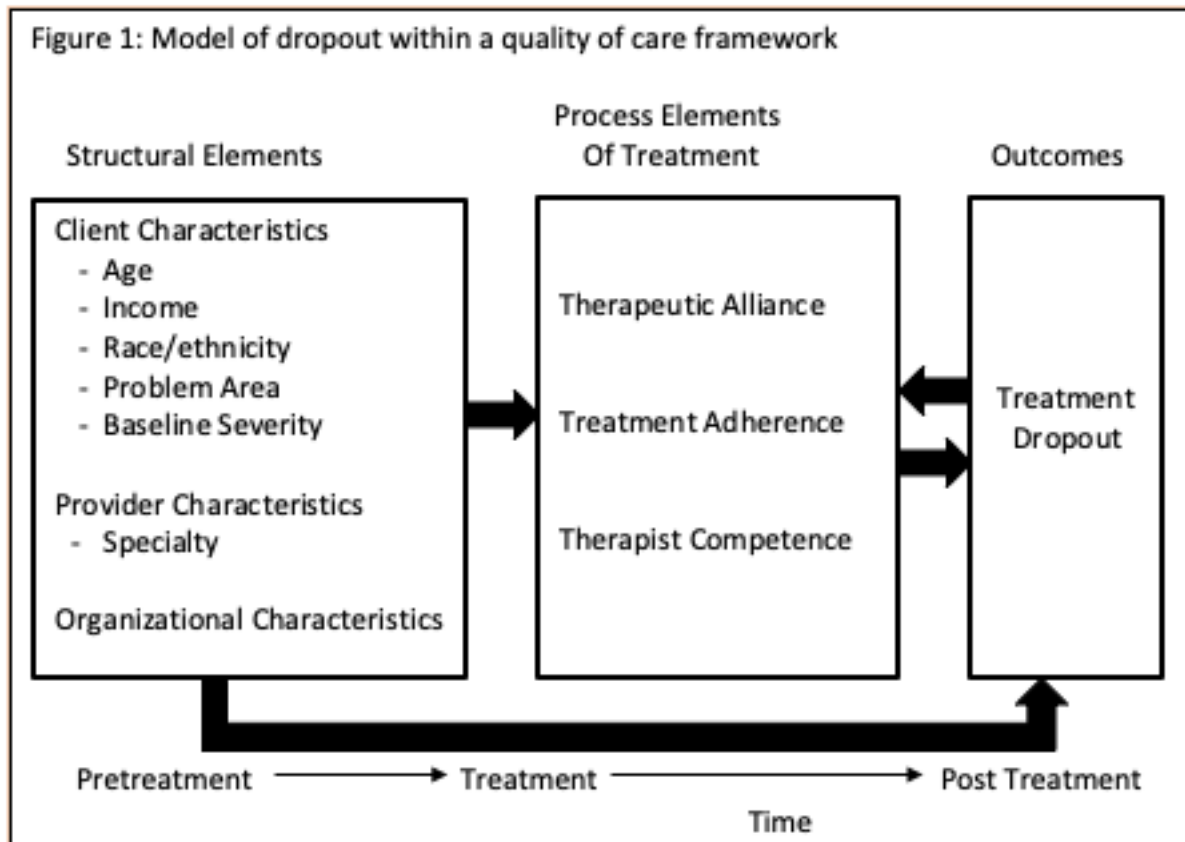 Figure 1: Model of dropout within a quality of care framework
Structural Elements
Process Elements
Of Treatment
Outcomes
Client Characteristics
- Age
- Income
- Race/ethnicity
- Problem Area
- Baseline Severity
Provider Characteristics
- Specialty
Organizational Characteristics
Therapeutic Alliance
Treatment Adherence
Therapist Competence
Treatment
Dropout
Pretreatment
Treatment
Post Treatment
Time